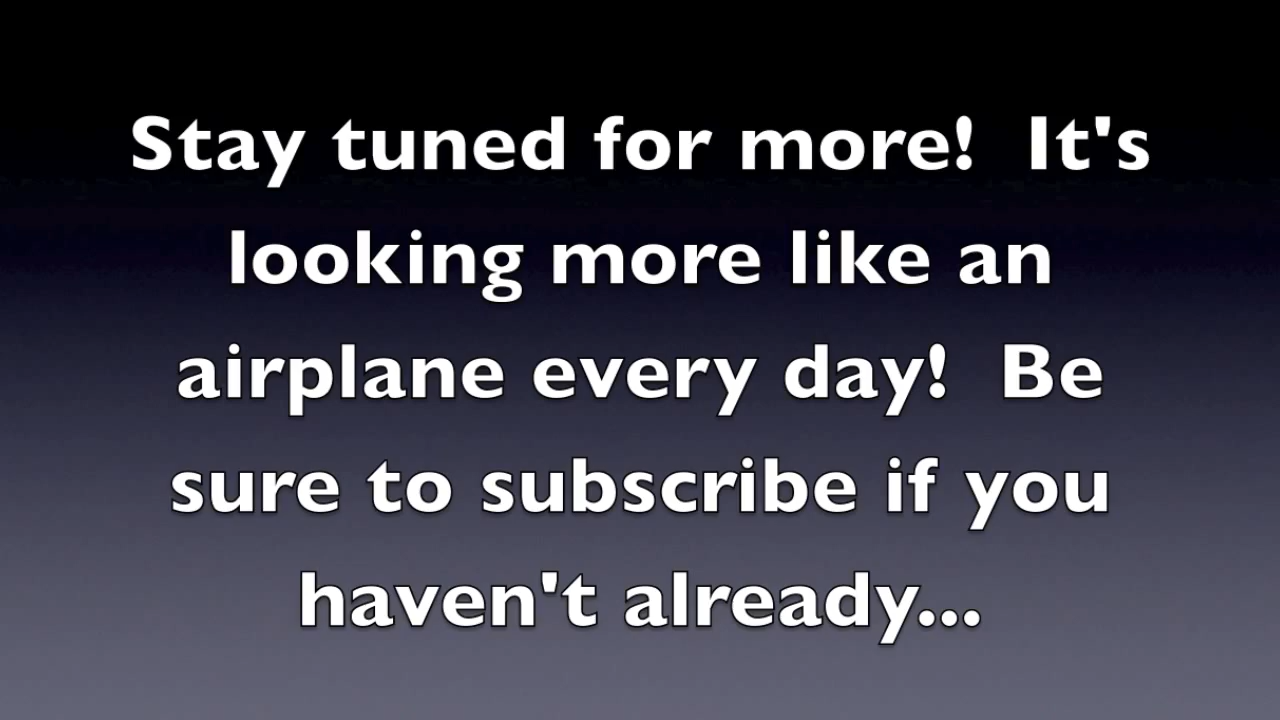 Stay tuned for more!  It's
looking more like an
airplane every day!  Be
sure to subscribe if you
haven't already...